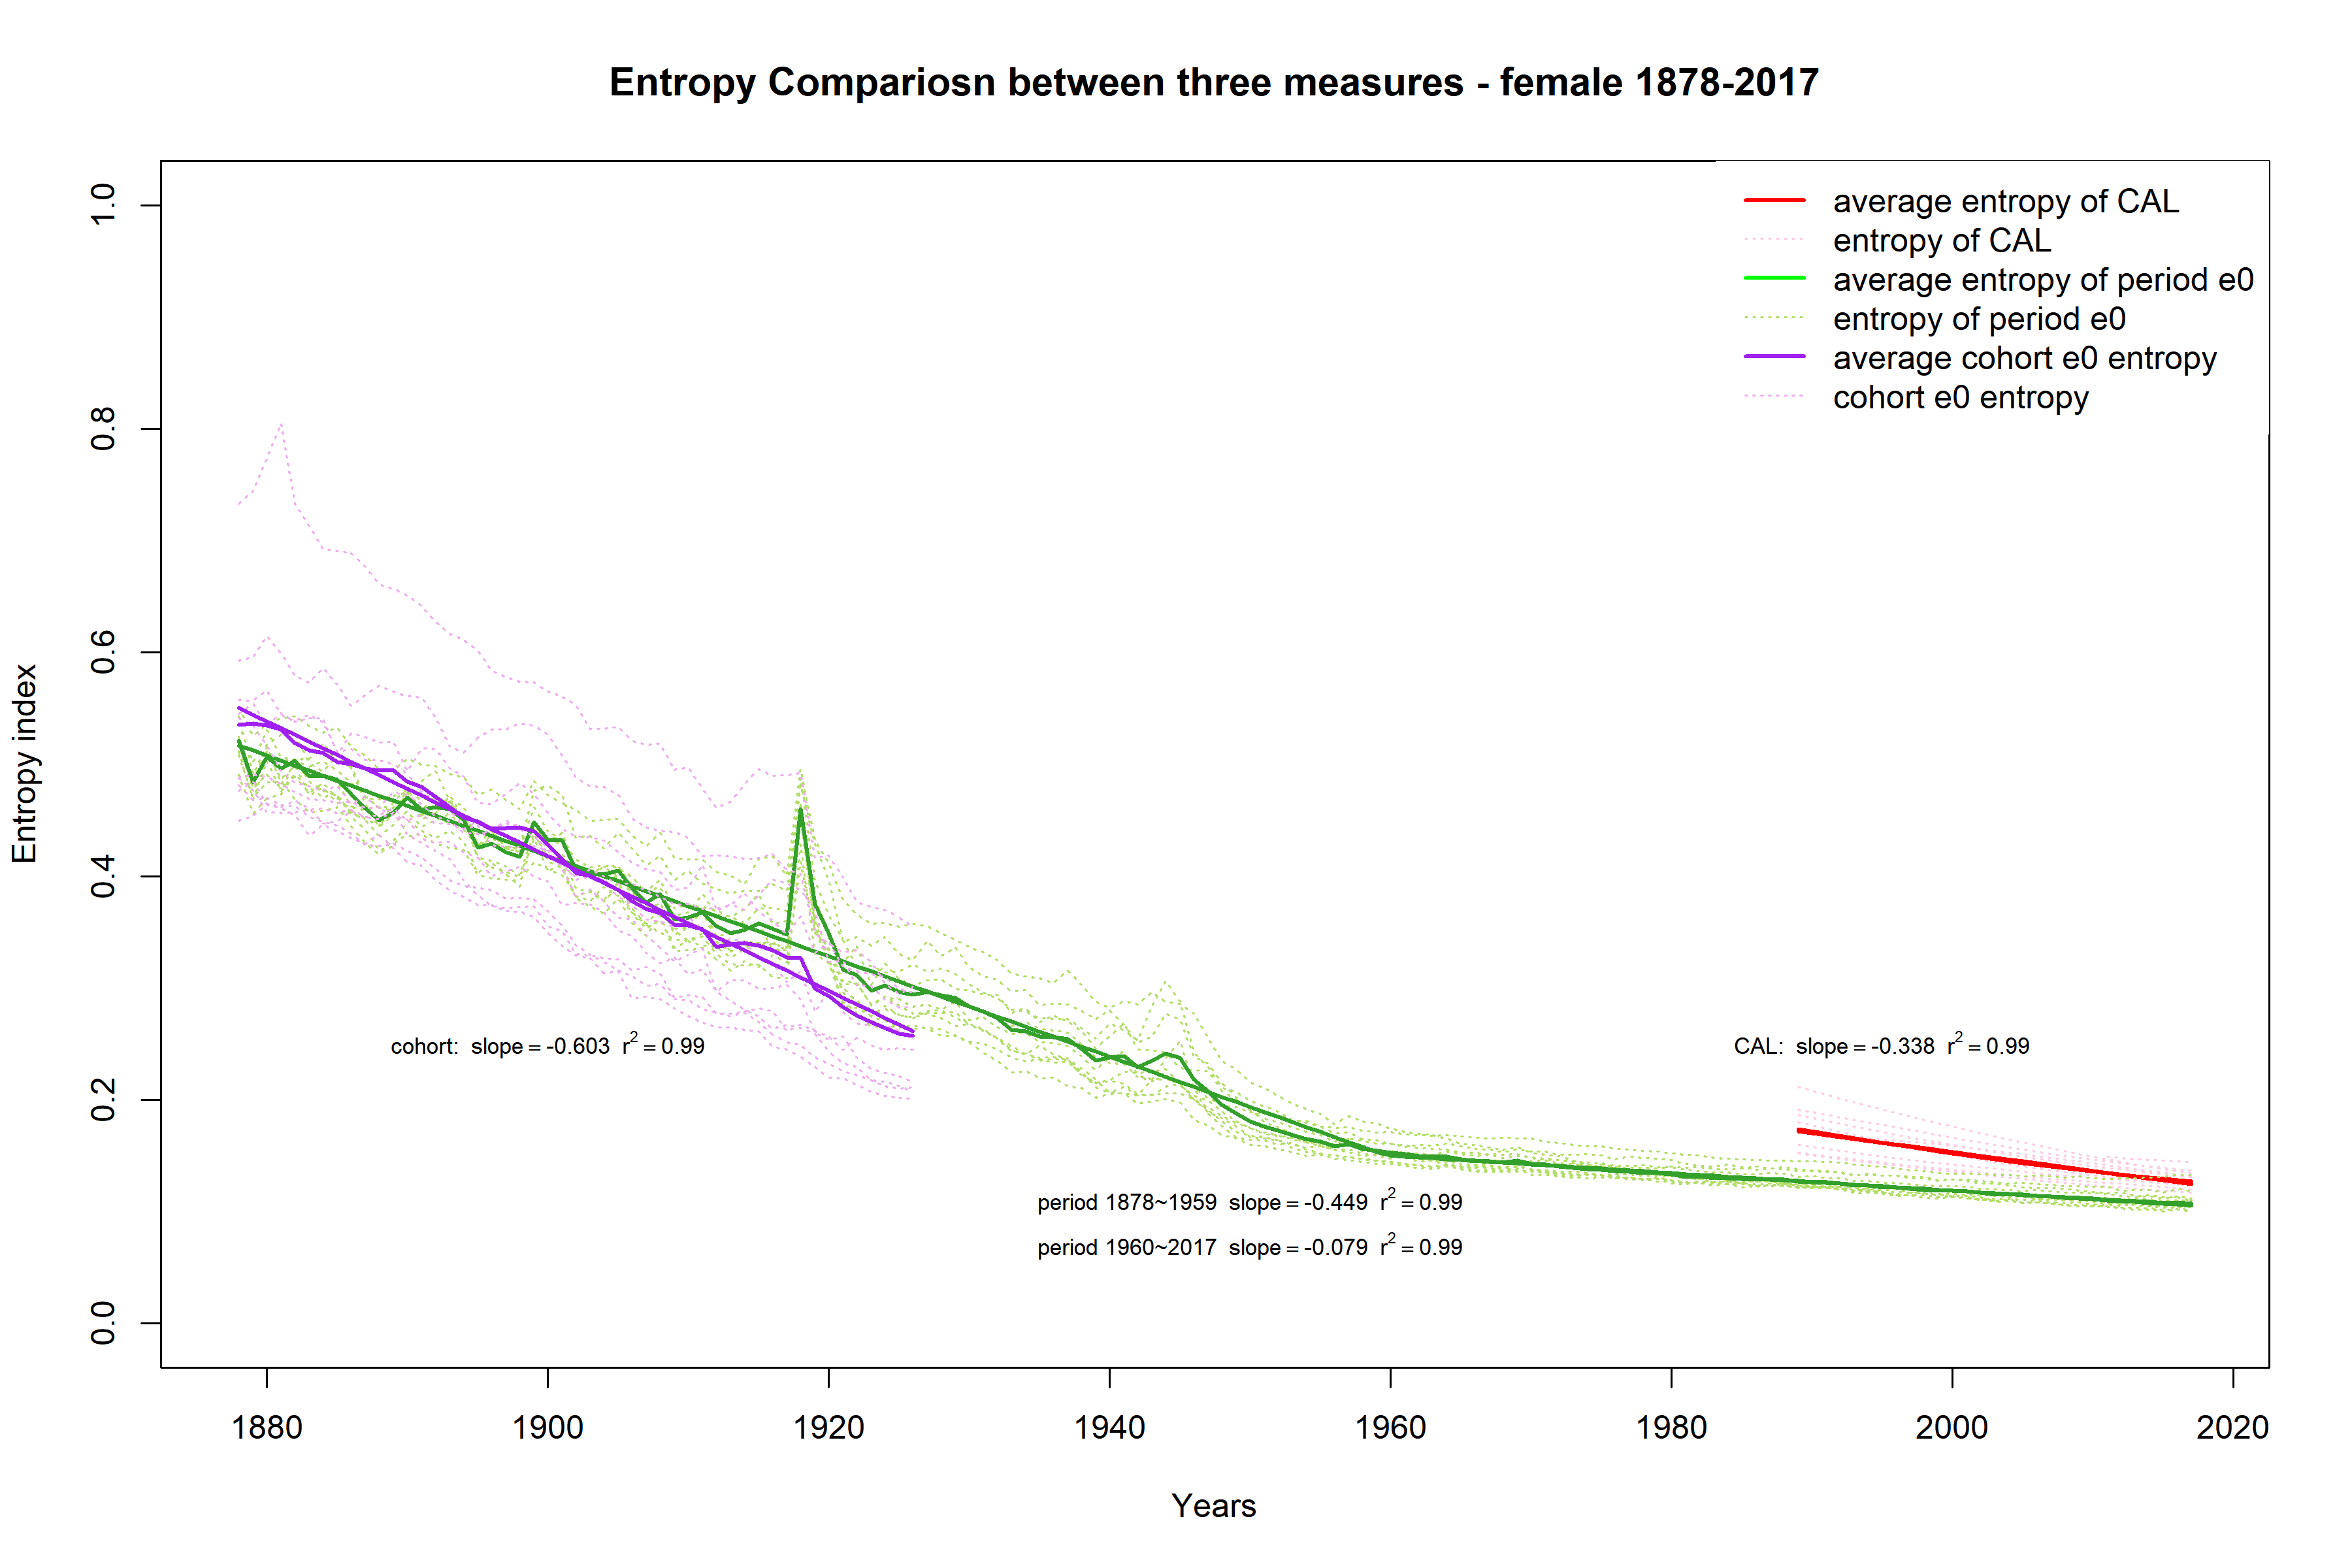 Entropy Compariosn between three measures - female 1878-2017
average entropy of CAL
entropy of CAL
average entropy of period e0
entropy of period e0
average cohort e0 entropy
cohort e0 entropy
Entropy index
1.0
0.8
0.6
0.4
0.2
0.0
cohort: slope = -0.603 r² = 0.99
CAL: slope = -0.338 r² = 0.99
period 1878~1959 slope = -0.449 r² = 0.99
period 1960~2017 slope = -0.079 r² = 0.99
1880 1900 1920 1940 1960 1980 2000 2020
Years